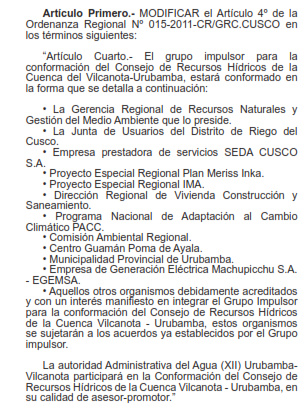 Artículo Primero.- MODIFICAR el Artículo 4º de la
Ordenanza Regional Nº 015-2011-CR/GRC.CUSCO en
los términos siguientes:
“Artículo Cuarto.- El grupo impulsor para la
conformación del Consejo de Recursos Hídricos de la
Cuenca del Vilcanota-Urubamba, estará conformado en
la forma que se detalla a continuación:
• La Gerencia Regional de Recursos Naturales y
Gestión del Medio Ambiente que lo preside.
• La Junta de Usuarios del Distrito de Riego del
Cusco.
• Empresa prestadora de servicios SEDA CUSCO
S.A.
• Proyecto Especial Regional Plan Meriss Inka.
• Proyecto Especial Regional IMA.
• Dirección Regional de Vivienda Construcción y
Saneamiento.
• Programa Nacional de Adaptación al Cambio
Climático PACC.
• Comisión Ambiental Regional.
• Centro Guamán Poma de Ayala.
• Municipalidad Provincial de Urubamba.
• Empresa de Generación Eléctrica Machupicchu S.A.
- EGEMSA.
• Aquellos otros organismos debidamente acreditados
y con un interés manifiesto en integrar el Grupo Impulsor
para la conformación del Consejo de Recursos Hídricos
de la Cuenca Vilcanota - Urubamba, estos organismos
se sujetarán a los acuerdos ya establecidos por el Grupo
impulsor.
La autoridad Administrativa del Agua (XII) Urubamba-
Vilcanota participará en la Conformación del Consejo de
Recursos Hídricos de la Cuenca Vilcanota - Urubamba, en
su calidad de asesor-promotor.”